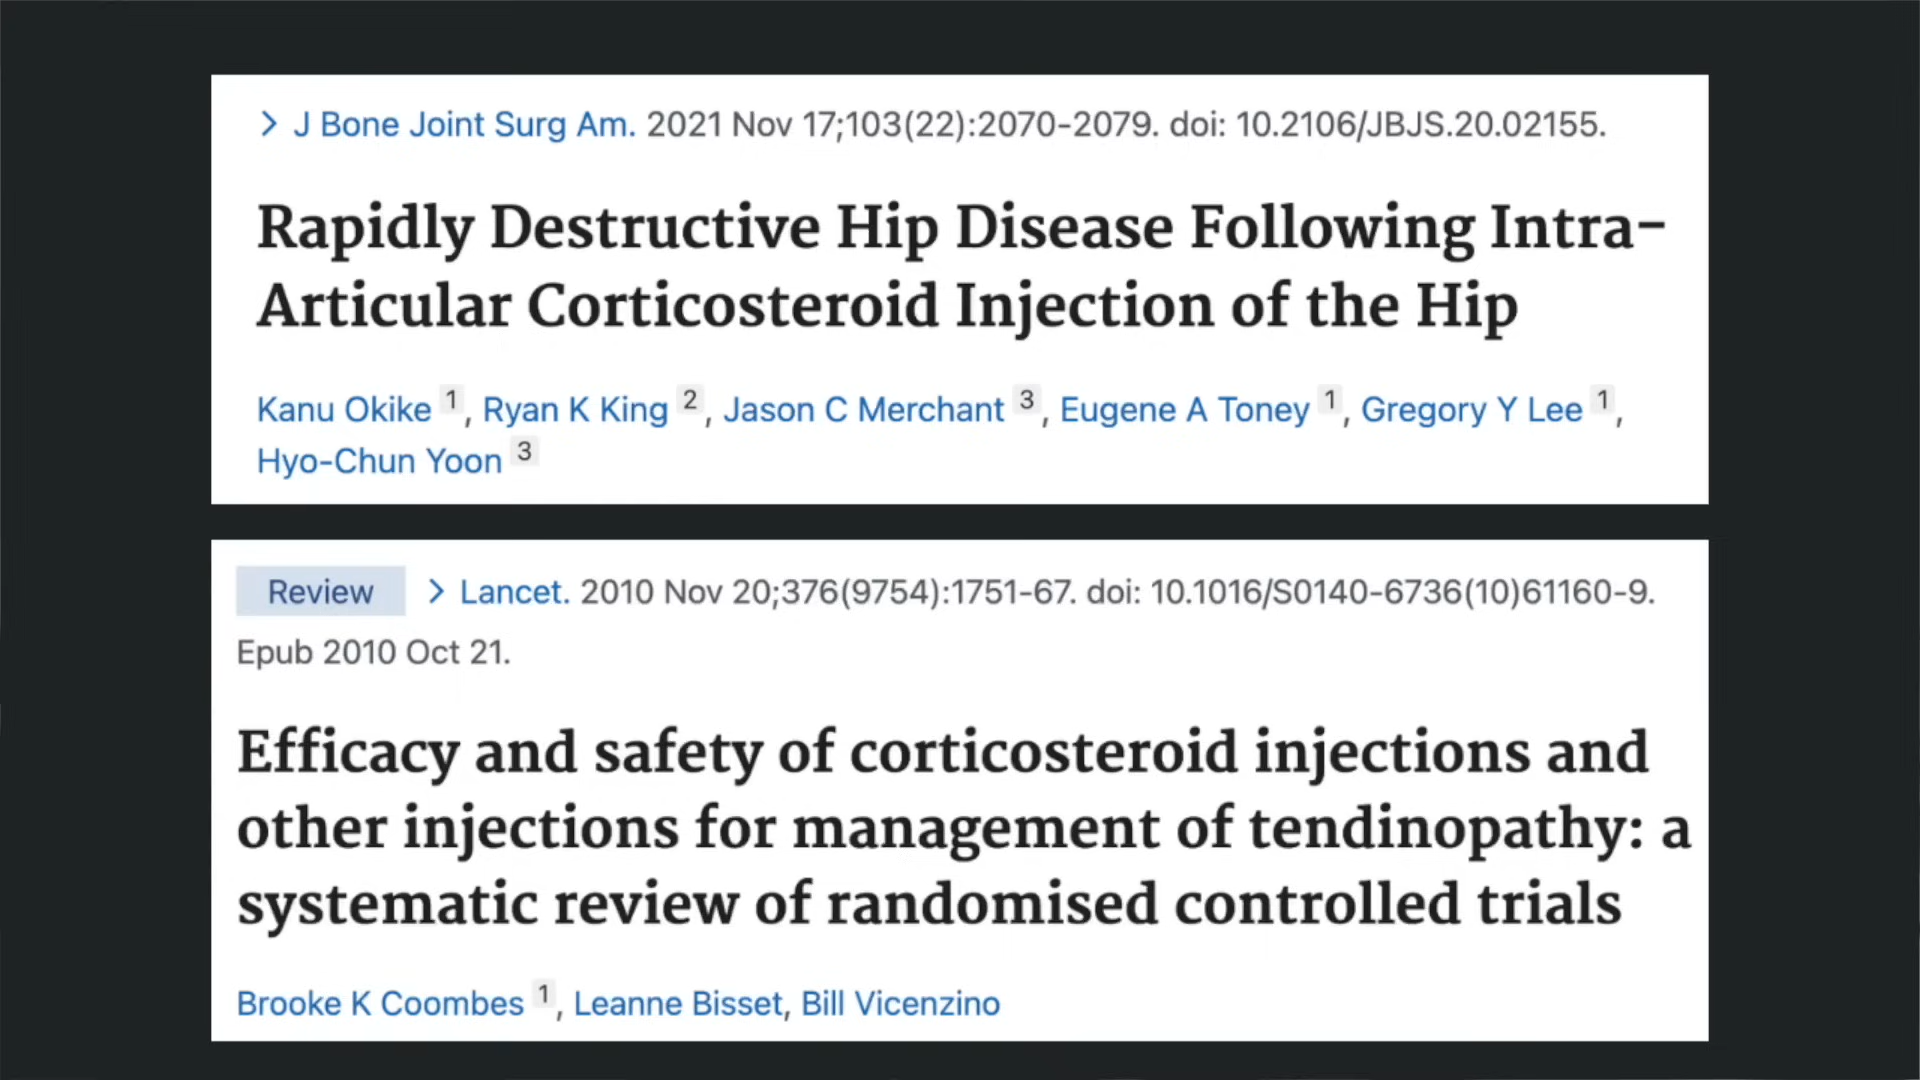 > J Bone Joint Surg Am. 2021 Nov 17;103(22):2070-2079. doi: 10.2106/JBJS.20.02155.
Rapidly Destructive Hip Disease Following Intra-
Articular Corticosteroid Injection of the Hip
Kanu Okike 1, Ryan K King 2, Jason C Merchant 3, Eugene A Toney 1, Gregory Y Lee 1,
Hyo-Chun Yoon 3
Review > Lancet. 2010 Nov 20;376(9754):1751-67. doi: 10.1016/S0140-6736(10)61160-9.
Epub 2010 Oct 21.
Efficacy and safety of corticosteroid injections and
other injections for management of tendinopathy: a
systematic review of randomised controlled trials
Brooke K Coombes 1, Leanne Bisset, Bill Vicenzino